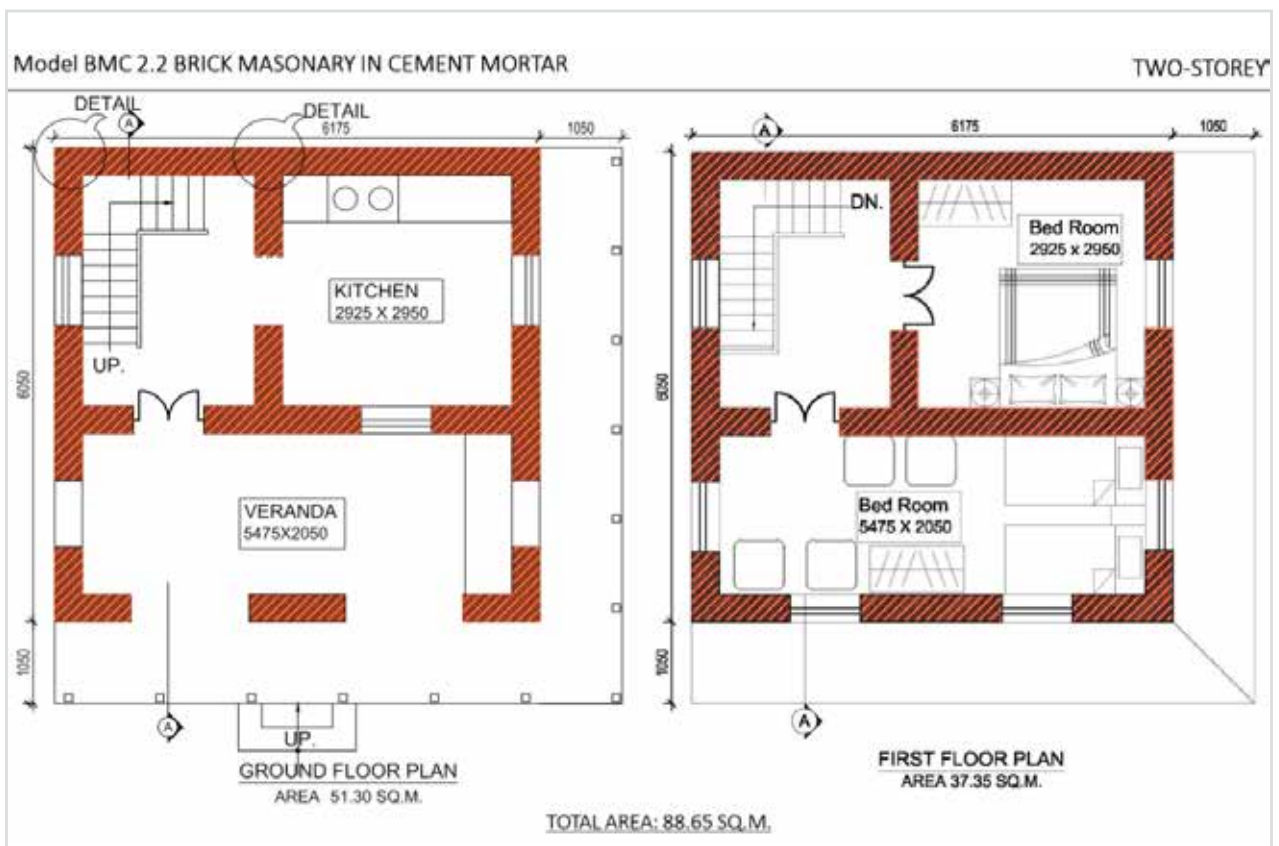 Model BMC 2.2 BRICK MASONARY IN CEMENT MORTAR
TWO-STOREY
DETAIL
A
DETAIL
6175
1050
KITCHEN
2925 X 2950
UP.
6050
VERANDA
5475X2050
1050
A
UP.
GROUND FLOOR PLAN
AREA 51.30 SQ.M.
A
6175
1050
DN.
Bed Room
2925 x 2950
6050
Bed Room
5475 X 2050
1050
A
FIRST FLOOR PLAN
AREA 37.35 SQ.M.
TOTAL AREA: 88.65 SQ.M.